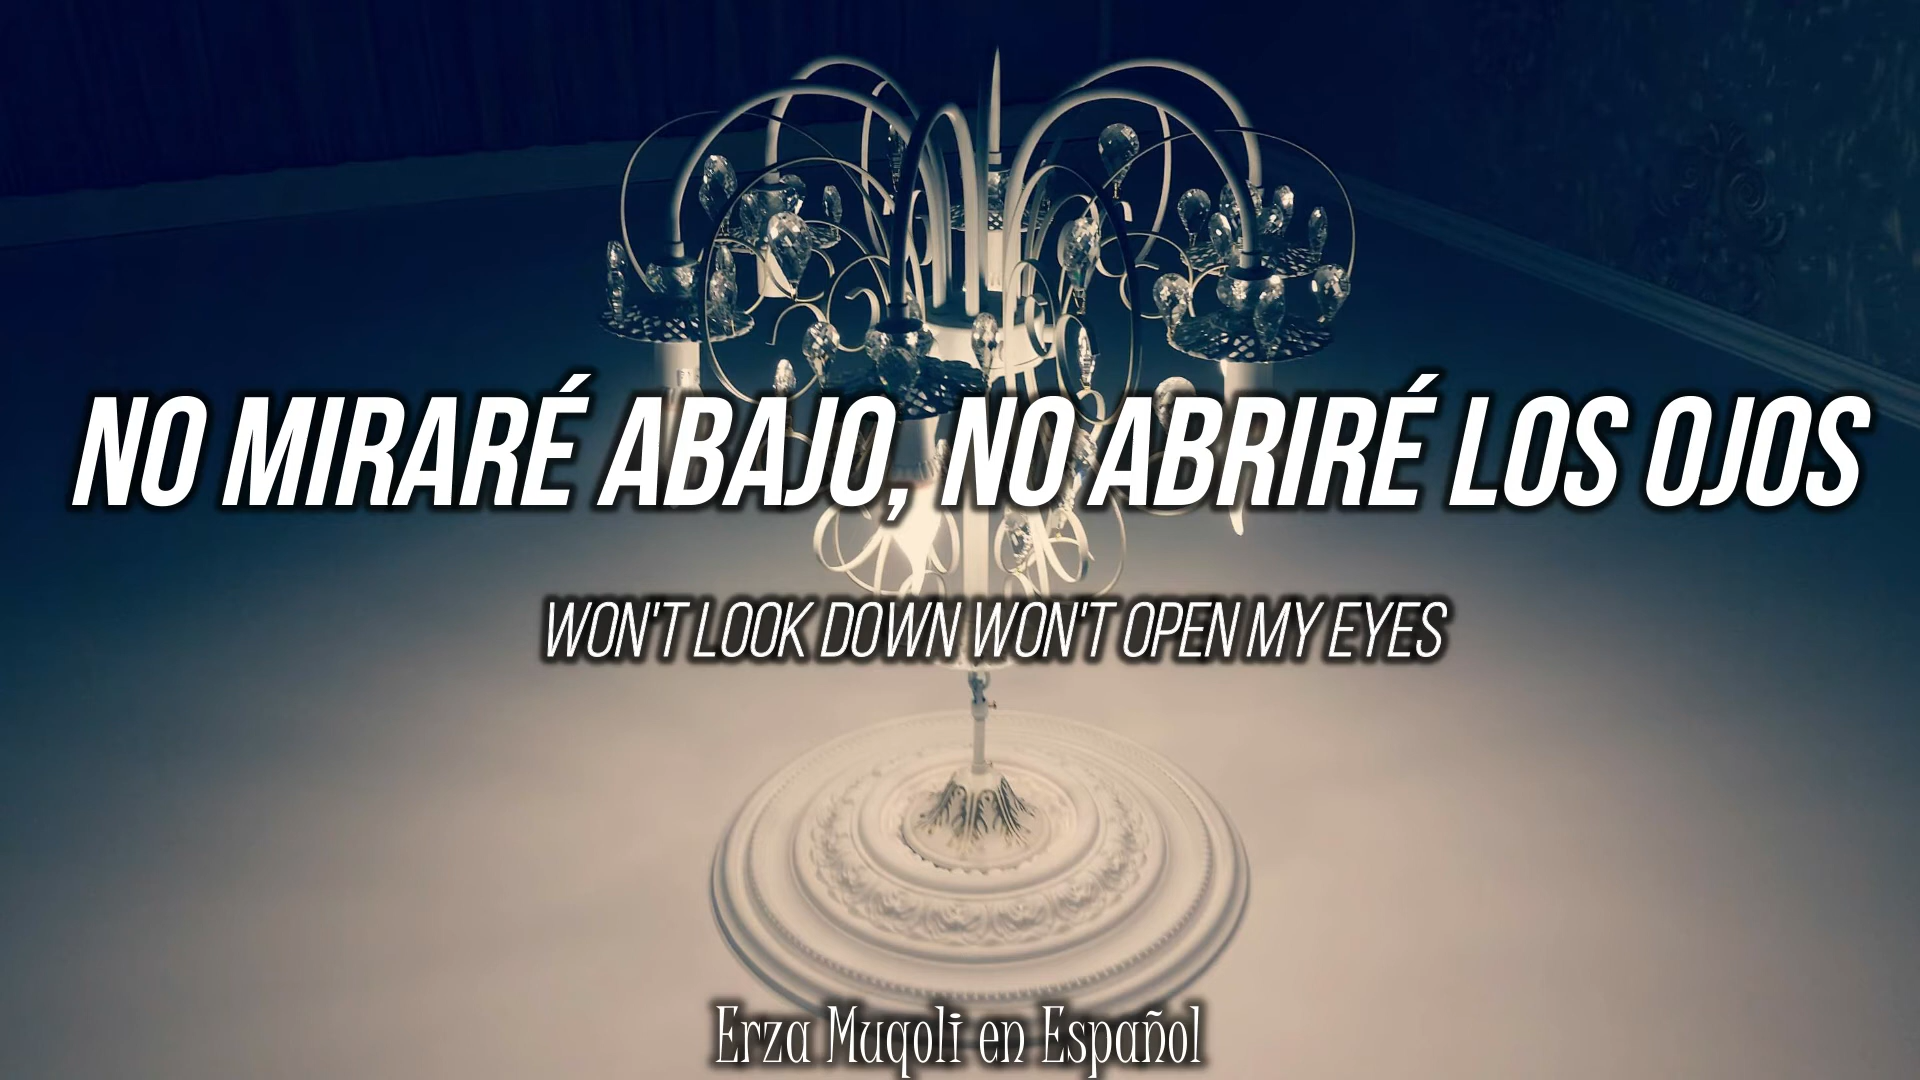 NO MIRARÉ ABAJO, NO ABRIRÉ LOS OJOS
WON'T LOOK DOWN WON'T OPEN MY EYES
Erza Muqoli en Español